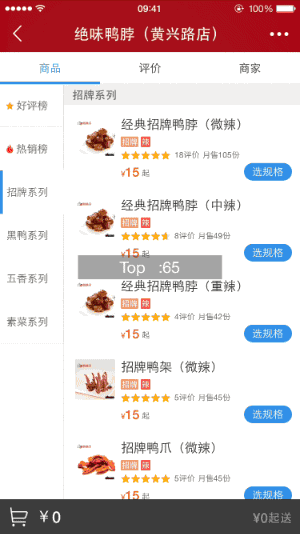 09:41
100%
绝味鸭脖（黄兴路店）
商品
评价
商家
好评榜
热销榜
招牌系列
黑鸭系列
五香系列
素菜系列
招牌系列
经典招牌鸭脖（微辣）
招牌 辣
18评价 月售105份
¥15 起
选规格
经典招牌鸭脖（中辣）
招牌 辣
8评价 月售49份
¥15 起
选规格
Top :65
经典招牌鸭脖（重辣）
招牌 辣
4评价 月售42份
¥15 起
选规格
招牌鸭架（微辣）
招牌 辣
5评价 月售45份
¥15 起
选规格
招牌鸭爪（微辣）
招牌 辣
5评价 月售45份
¥15 起
选规格
¥0
¥0起送